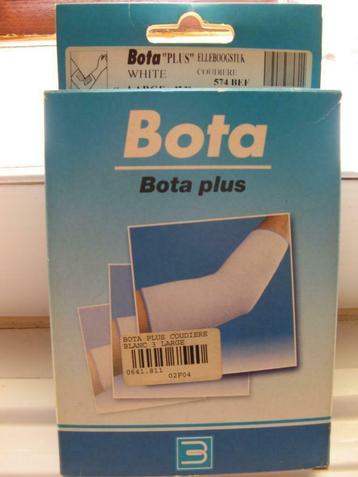 Bota "PLUS" ELLEBOOGSTUK
WHITE COUDIERE
LARGE 574 BEF
Bota
Bota plus
BOTA PLUS COUDIERE
BLANC 3 LARGE
0641.811
02F04